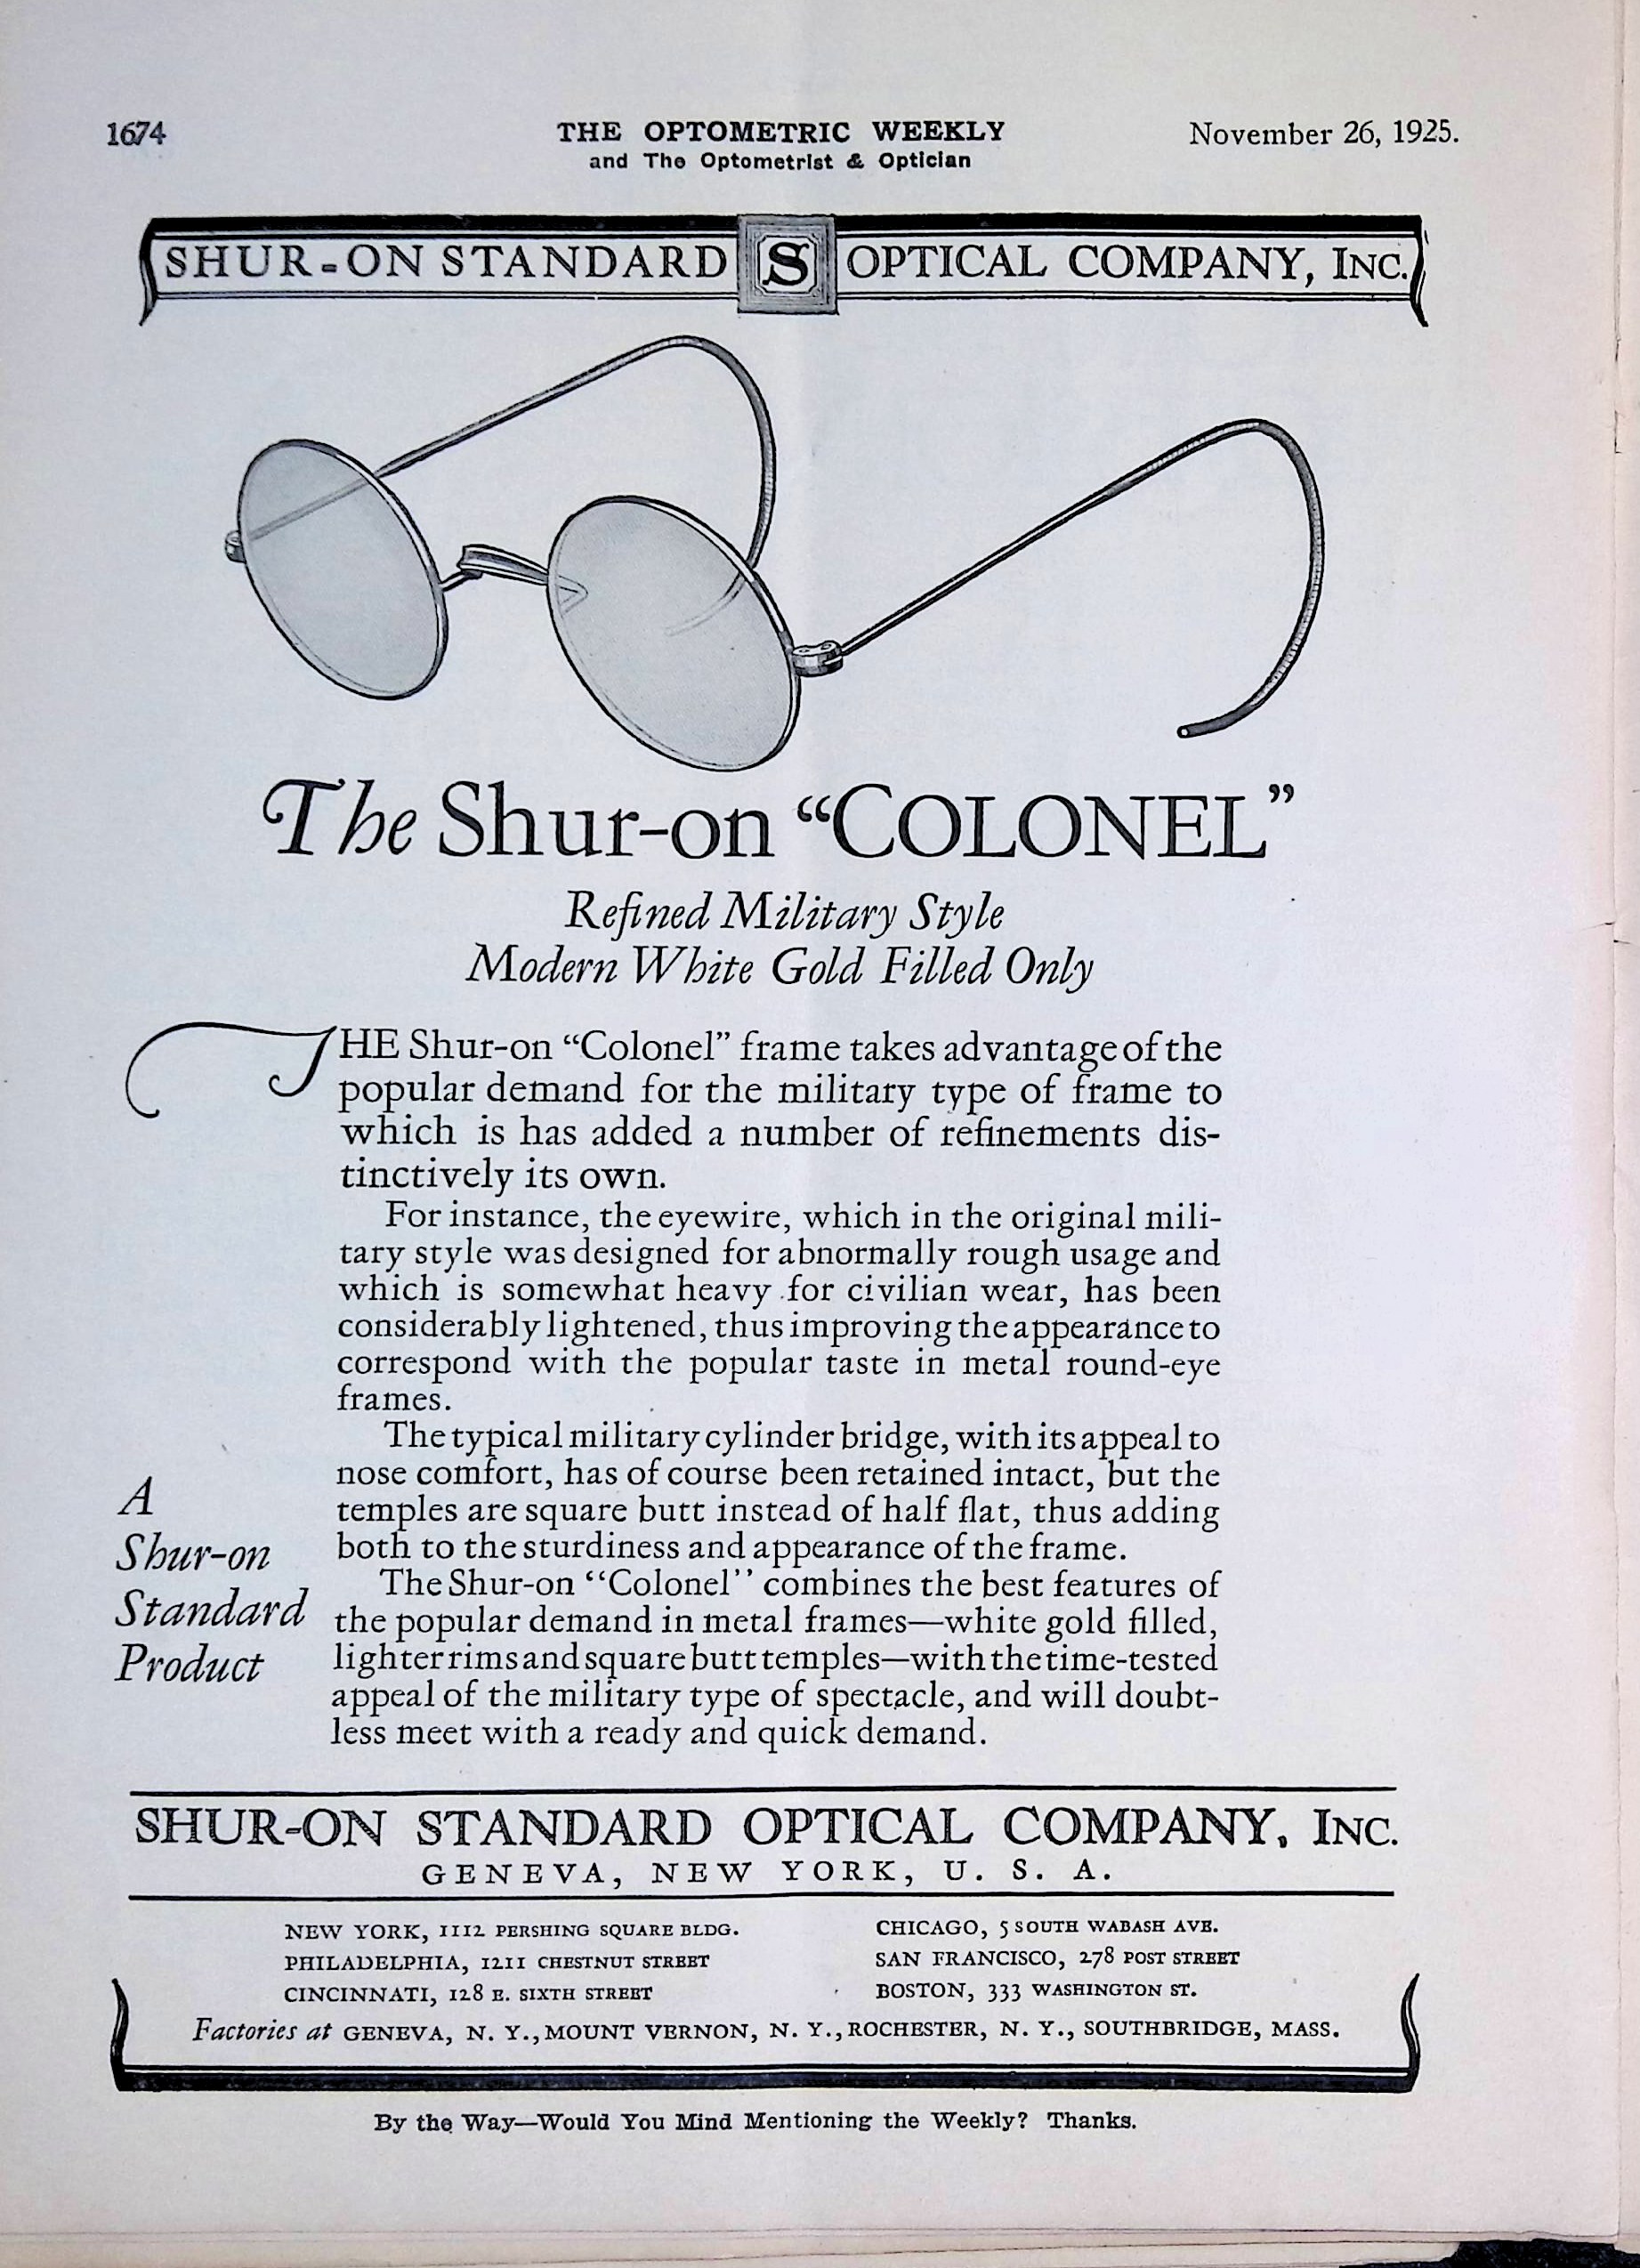 1674
THE OPTOMETRIC WEEKLY
and The Optometrist & Optician
November 26, 1925.
SHUR-ON STANDARD S OPTICAL COMPANY, INC.
The Shur-on “COLONEL”
Refined Military Style
Modern White Gold Filled Only
THE Shur-on “Colonel” frame takes advantage of the
popular demand for the military type of frame to
which is has added a number of refinements dis-
tinctively its own.
For instance, the eyewire, which in the original mili-
tary style was designed for abnormally rough usage and
which is somewhat heavy for civilian wear, has been
considerably lightened, thus improving the appearance to
correspond with the popular taste in metal round-eye
frames.
The typical military cylinder bridge, with its appeal to
nose comfort, has of course been retained intact, but the
temples are square butt instead of half flat, thus adding
both to the sturdiness and appearance of the frame.
The Shur-on “Colonel” combines the best features of
the popular demand in metal frames—white gold filled,
lighter rims and square butt temples—with the time-tested
appeal of the military type of spectacle, and will doubt-
less meet with a ready and quick demand.
A
Shur-on
Standard
Product
SHUR-ON STANDARD OPTICAL COMPANY, INC.
GENEVA, NEW YORK, U. S. A.
NEW YORK, 1112 PERSHING SQUARE BLDG.
PHILADELPHIA, 1211 CHESTNUT STREET
CINCINNATI, 128 E. SIXTH STREET
CHICAGO, 5 SOUTH WABASH AVE.
SAN FRANCISCO, 278 POST STREET
BOSTON, 333 WASHINGTON ST.
Factories at GENEVA, N. Y., MOUNT VERNON, N. Y., ROCHESTER, N. Y., SOUTHBRIDGE, MASS.
By the Way—Would You Mind Mentioning the Weekly? Thanks.